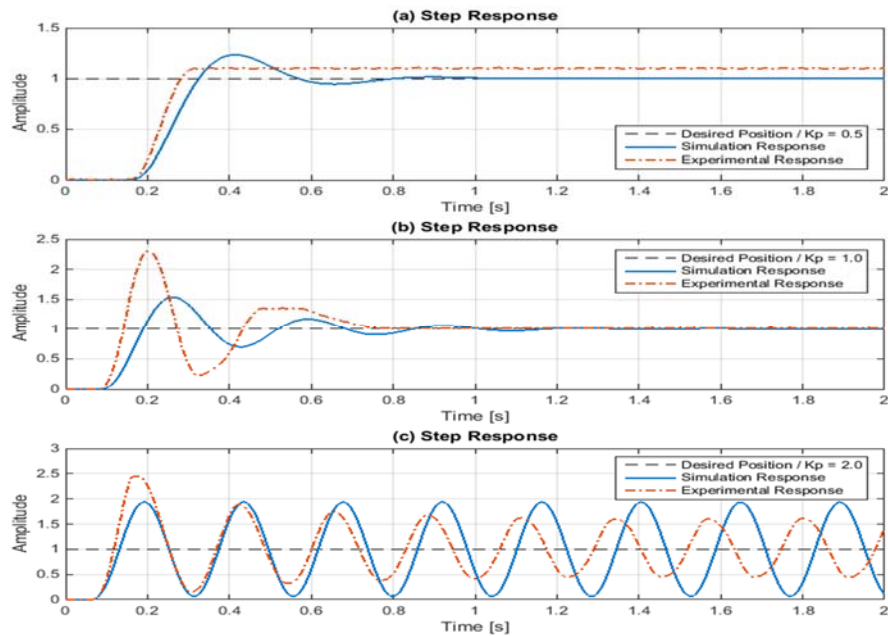 (a) Step Response
1.5
1
0.5
0
Amplitude
Desired Position / Kp = 0.5
Simulation Response
Experimental Response
0 0.2 0.4 0.6 0.8 1 1.2 1.4 1.6 1.8 2
Time [s]
(b) Step Response
2.5
2
1.5
1
0.5
0
Amplitude
Desired Position / Kp = 1.0
Simulation Response
Experimental Response
0 0.2 0.4 0.6 0.8 1 1.2 1.4 1.6 1.8 2
Time [s]
(c) Step Response
3
2.5
2
1.5
1
0.5
0
Amplitude
Desired Position / Kp = 2.0
Simulation Response
Experimental Response
0 0.2 0.4 0.6 0.8 1 1.2 1.4 1.6 1.8 2
Time [s]